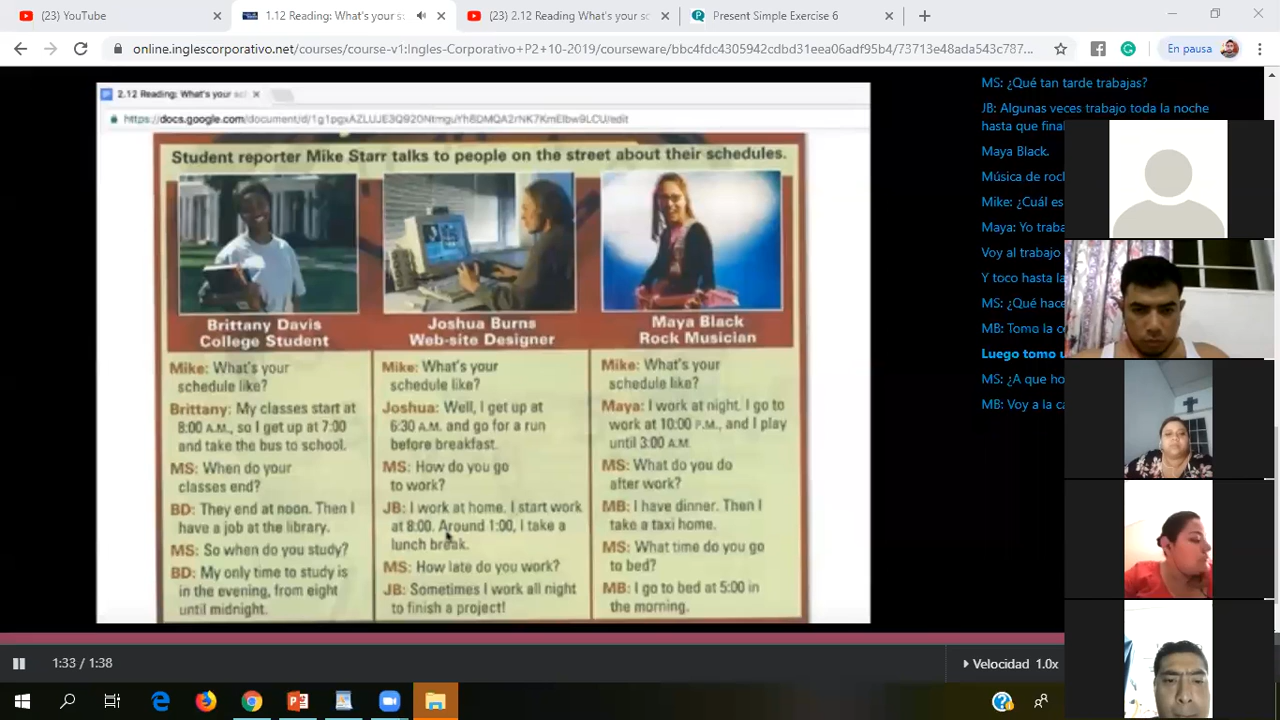 (23) YouTube
1.12 Reading: What's your s
(23) 2.12 Reading What's your sc
Present Simple Exercise 6
online.inglescorporativo.net/courses/course-v1:Ingles-Corporativo+P2+10-2019/courseware/bbc4fdc4305942cdbd31eea06adf95b4/73713e48ada543c787...
En pausa
2.12 Reading: What's your sc
https://docs.google.com/document/d/1g1pgxAZLUJE3Q920NtmguYh8DMQA2rNK7KmElbw9LCU/edit
Student reporter Mike Starr talks to people on the street about their schedules.
Brittany Davis
College Student
Mike: What's your
schedule like?
Brittany: My classes start at
8:00 A.M., so I get up at 7:00
and take the bus to school.
MS: When do your
classes end?
BD: They end at noon. Then I
have a job at the library.
MS: So when do you study?
BD: My only time to study is
in the evening, from eight
until midnight.
Joshua Burns
Web-site Designer
Mike: What's your
schedule like?
Joshua: Well, I get up at
6:30 A.M. and go for a run
before breakfast.
MS: How do you go
to work?
JB: I work at home. I start work
at 8:00. Around 1:00, I take a
lunch break.
MS: How late do you work?
JB: Sometimes I work all night
to finish a project!
Maya Black
Rock Musician
Mike: What's your
schedule like?
Maya: I work at night. I go to
work at 10:00 P.M., and I play
until 3:00 A.M.
MS: What do you do
after work?
MB: I have dinner. Then I
take a taxi home.
MS: What time do you go
to bed?
MB: I go to bed at 5:00 in
the morning.
MS: ¿Qué tan tarde trabajas?
JB: Algunas veces trabajo toda la noche
hasta que final
Maya Black.
Música de rock
Mike: ¿Cuál es
Maya: Yo traba
Voy al trabajo
Y toco hasta la
MS: ¿Qué hace
MB: Tomo la c
Luego tomo u
MS: ¿A que ho
MB: Voy a la ca
1:33 / 1:38
Velocidad 1.0x